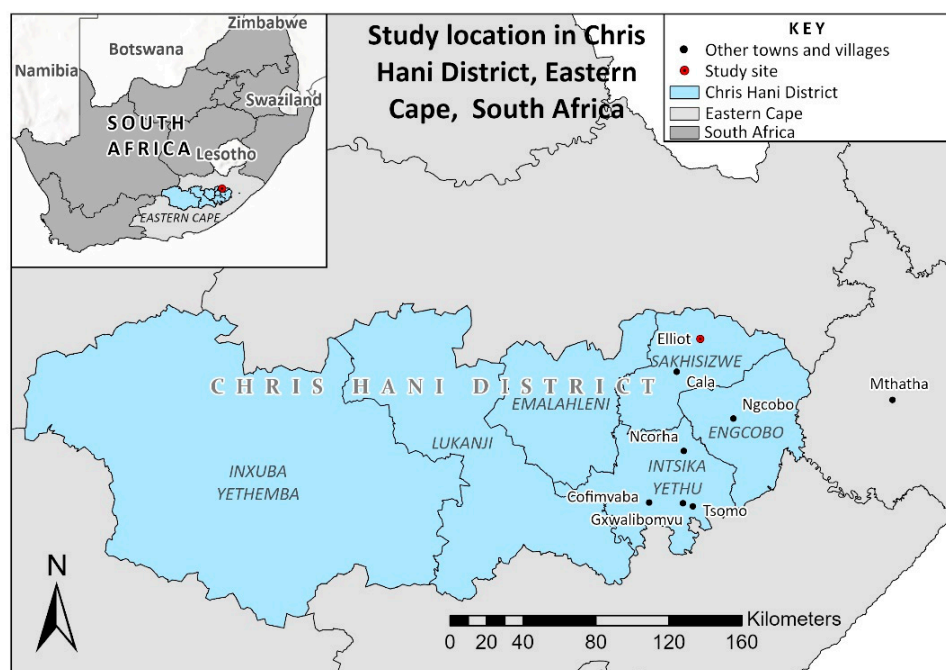 Zimbabwe
Botswana
Namibia
Swaziland
SOUTH
AFRICA
Lesotho
EASTERN CAPE
Study location in Chris
Hani District, Eastern
Cape, South Africa
KEY
Other towns and villages
Study site
Chris Hani District
Eastern Cape
South Africa
Elliot
SAKHISIZWE
Cala
CHRIS HANI DISTRICT
EMALAHLENI
Mthatha
Ngcobo
ENGCOBO
Ncorha
LUKANJI
INXUBA
YETHEMBA
INTSIKA
YETHU
Cofimvaba
Tsomo
Gxwalibomvu
N
Kilometers
0 20 40 80 120 160